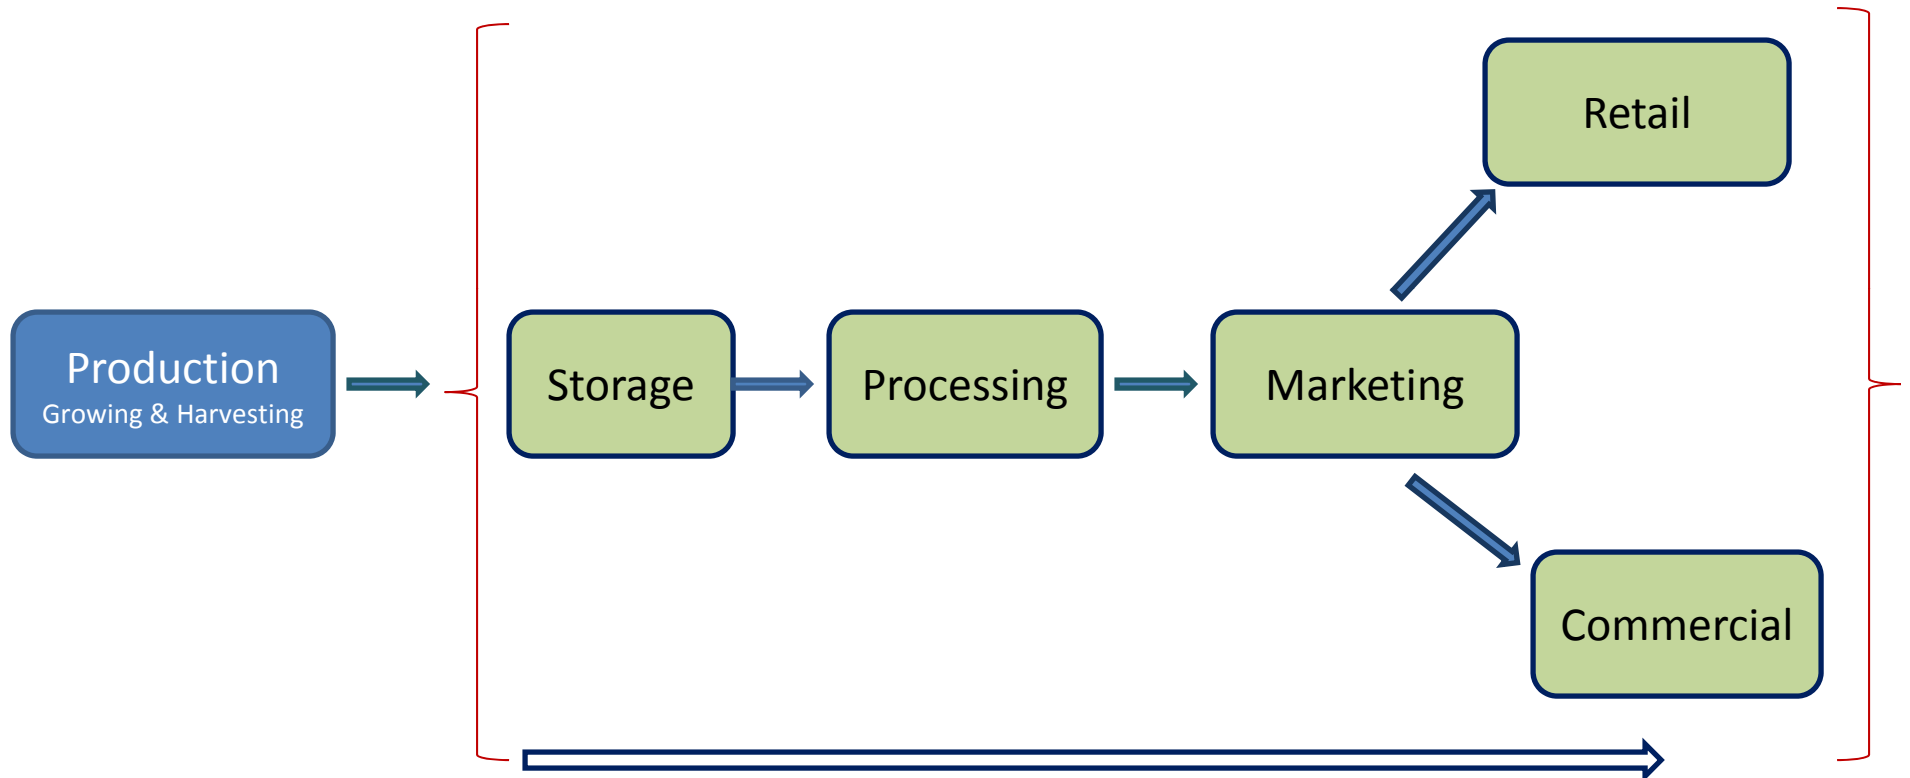 Retail
Production
Growing & Harvesting
Storage
Processing
Marketing
Commercial